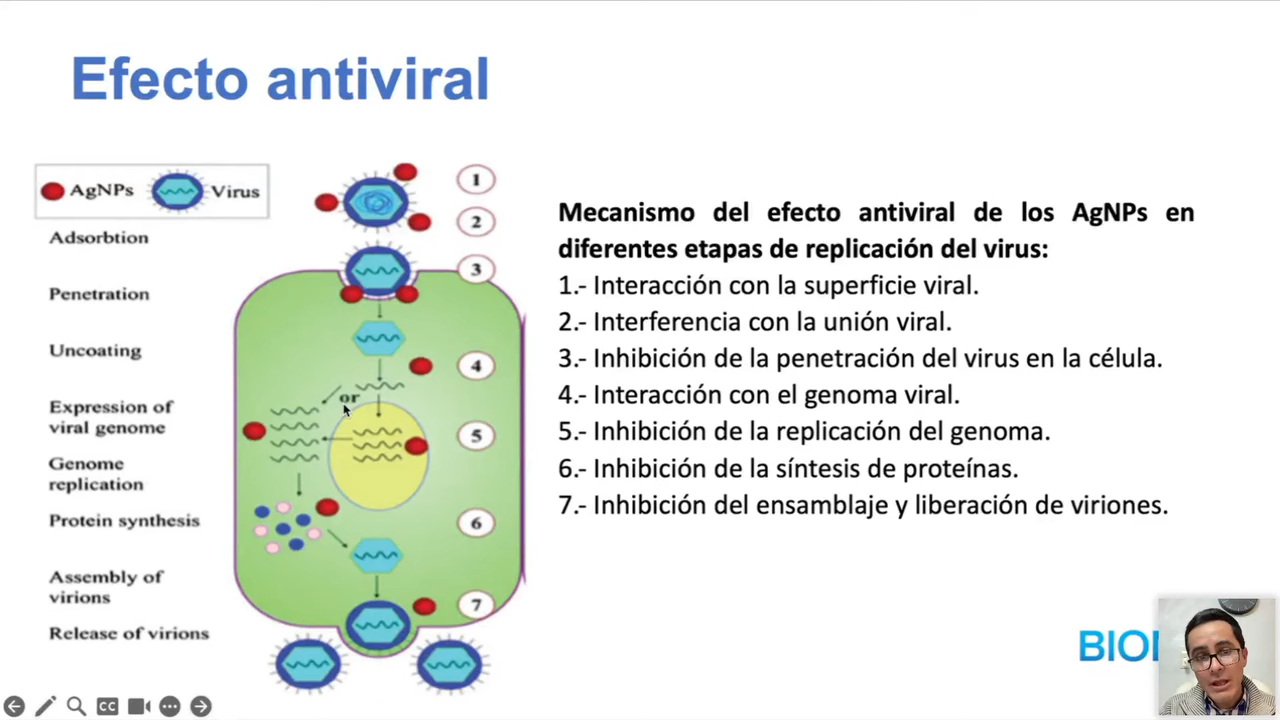 Efecto antiviral
AgNPs
Virus
Adsorbtion
Penetration
Uncoating
Expression of
viral genome
Genome
replication
Protein synthesis
Assembly of
virions
Release of virions
1
2
3
4
or
5
6
7
Mecanismo del efecto antiviral de los AgNPs en
diferentes etapas de replicación del virus:
1.- Interacción con la superficie viral.
2.- Interferencia con la unión viral.
3.- Inhibición de la penetración del virus en la célula.
4.- Interacción con el genoma viral.
5.- Inhibición de la replicación del genoma.
6.- Inhibición de la síntesis de proteínas.
7.- Inhibición del ensamblaje y liberación de viriones.
CC